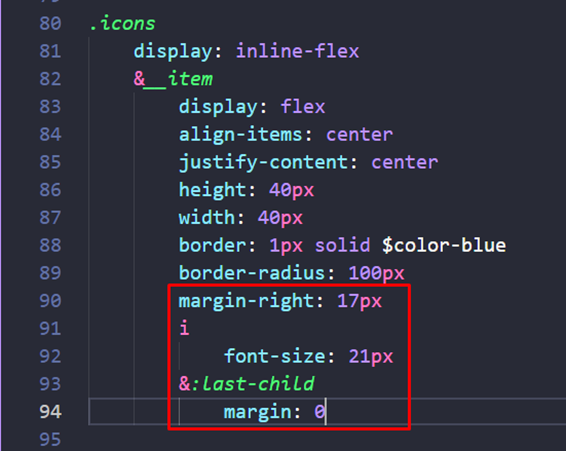 80 .icons
81 display: inline-flex
82 &__item
83 display: flex
84 align-items: center
85 justify-content: center
86 height: 40px
87 width: 40px
88 border: 1px solid $color-blue
89 border-radius: 100px
90 margin-right: 17px
91 i
92 font-size: 21px
93 &:last-child
94 margin: 0
95